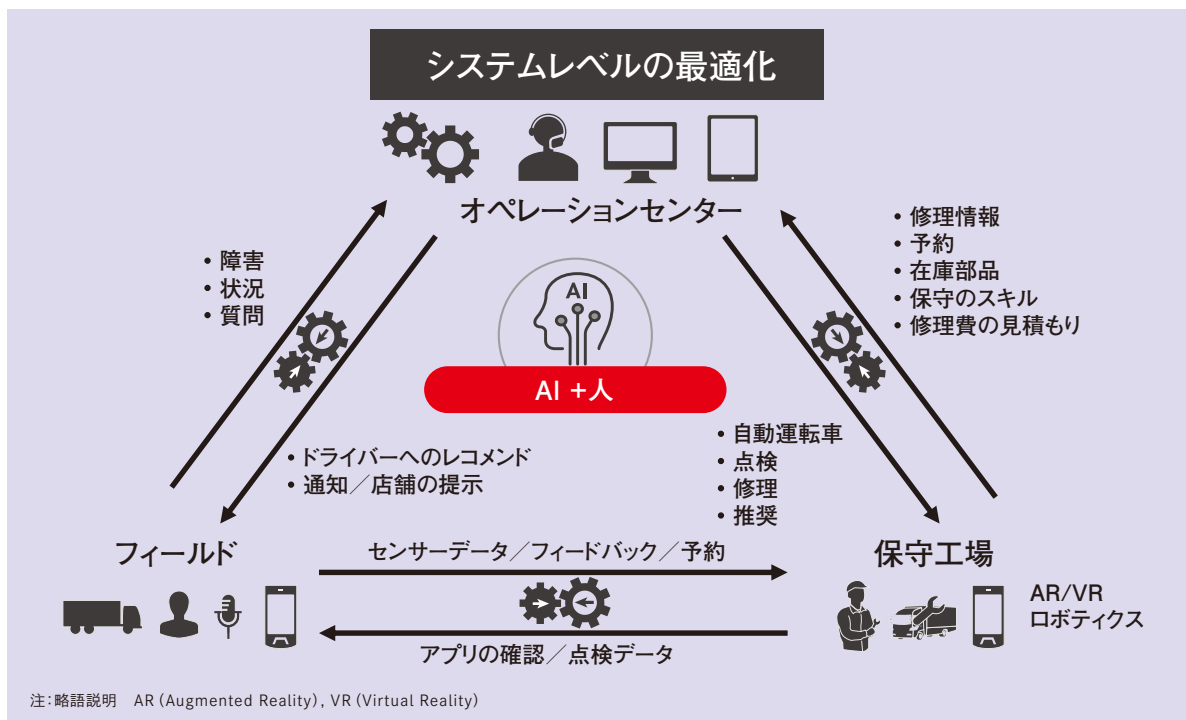 システムレベルの最適化
オペレーションセンター
• 障害
• 状況
• 質問
• 修理情報
• 予約
• 在庫部品
• 保守のスキル
• 修理費の見積もり
AI
AI +人
• ドライバーへのレコメンド
• 通知／店舗の提示
• 自動運転車
• 点検
• 修理
• 推奨
フィールド
センサーデータ／フィードバック／予約
保守工場
AR/VR
ロボティクス
アプリの確認／点検データ
注：略語説明　AR（Augmented Reality），VR（Virtual Reality）